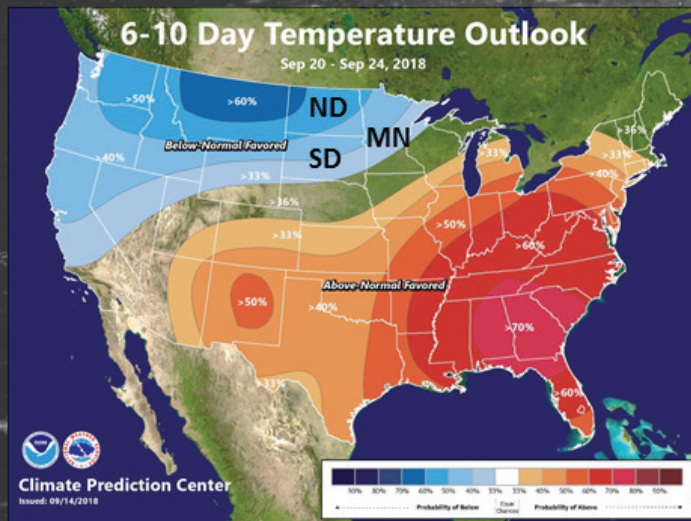 6-10 Day Temperature Outlook
Sep 20 - Sep 24, 2018
>50%
>60%
ND
MN
Below-Normal Favored
SD
>40%
>33%
>36%
>33%
>50%
>40%
Above-Normal Favored
>33%
>33%
>36%
>33%
>40%
>50%
>60%
>70%
>60%
Climate Prediction Center
Issued: 09/14/2018
90% 80% 70% 60% 50% 40% 33% 33% 40% 50% 60% 70% 80% 90%
Probability of Below Equal Chances Probability of Above